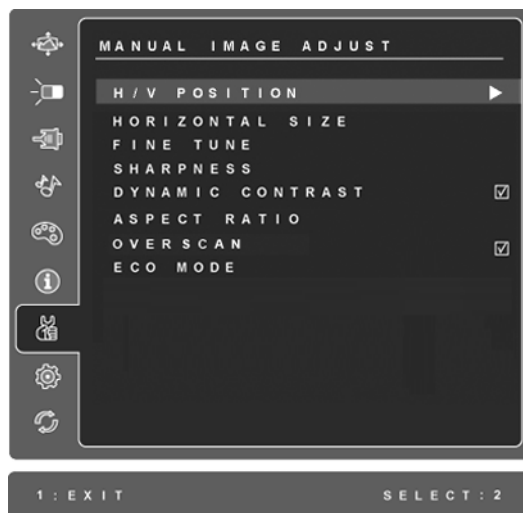 MANUAL IMAGE ADJUST
H/V POSITION
HORIZONTAL SIZE
FINE TUNE
SHARPNESS
DYNAMIC CONTRAST
ASPECT RATIO
OVERSCAN
ECO MODE
1:EXIT SELECT:2